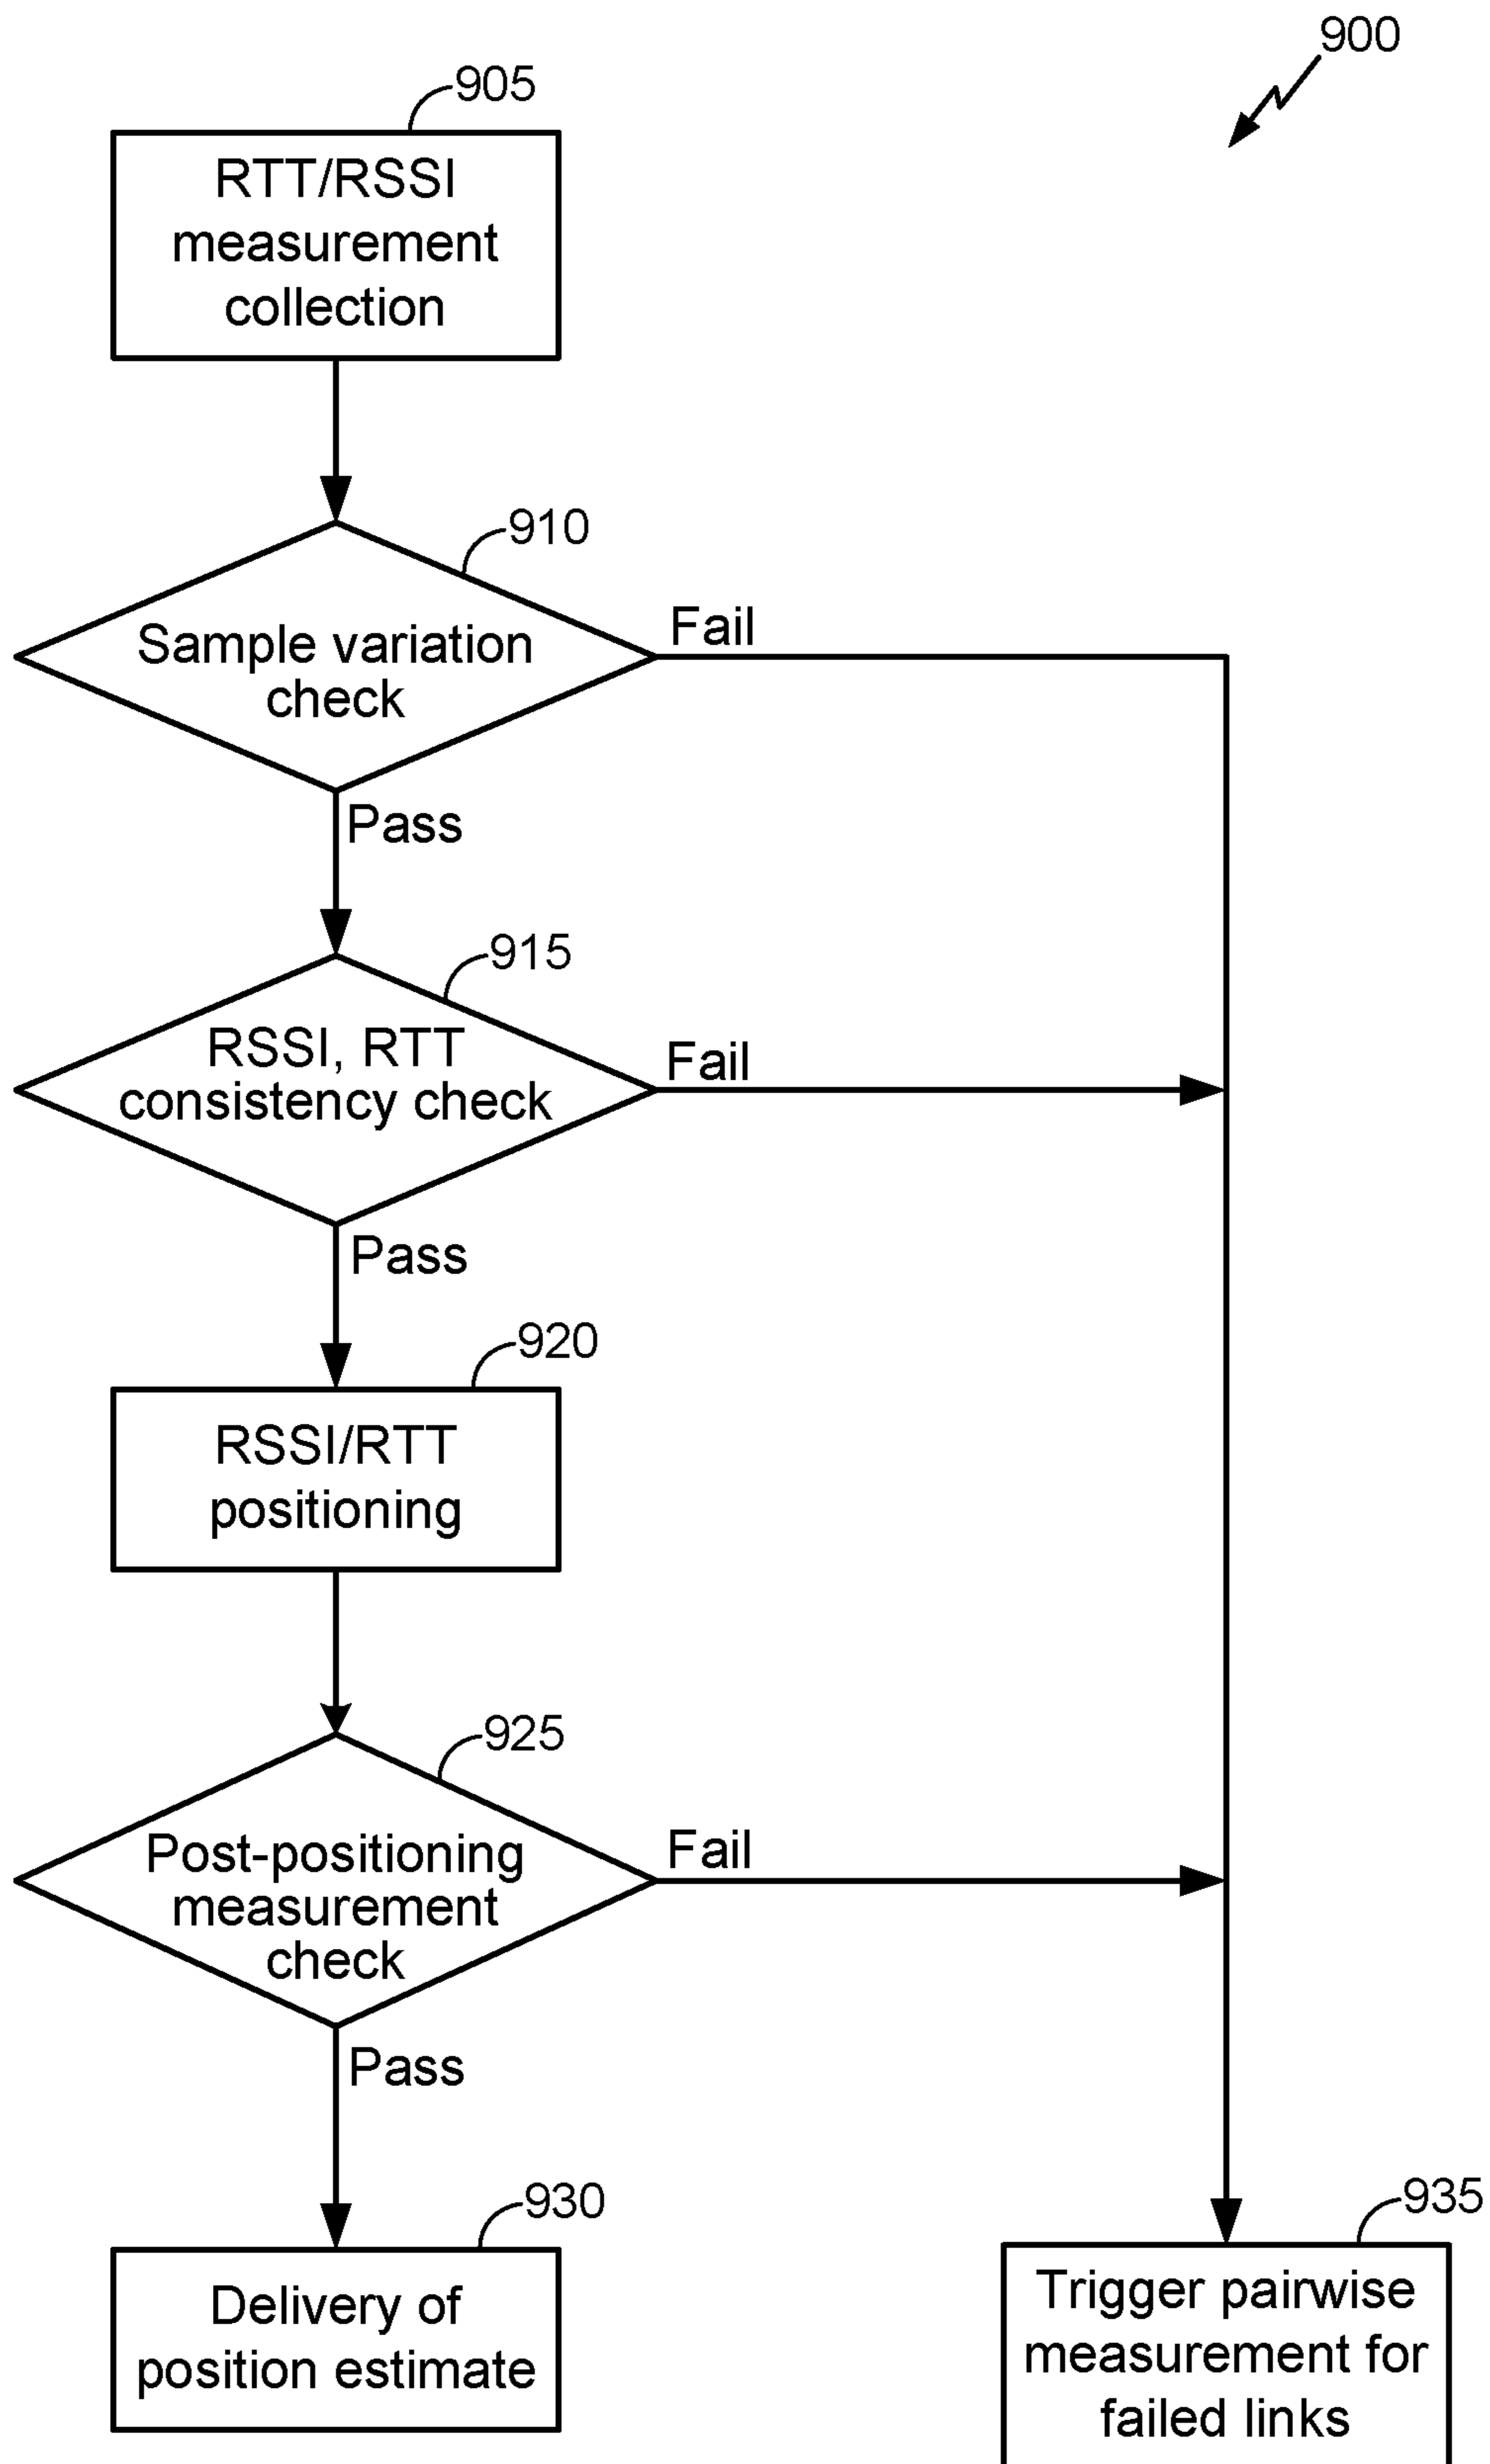 900
905
RTT/RSSI
measurement
collection
910
Sample variation
check
Fail
Pass
915
RSSI, RTT
consistency check
Fail
Pass
920
RSSI/RTT
positioning
925
Post-positioning
measurement
check
Fail
Pass
930
Delivery of
position estimate
935
Trigger pairwise
measurement for
failed links